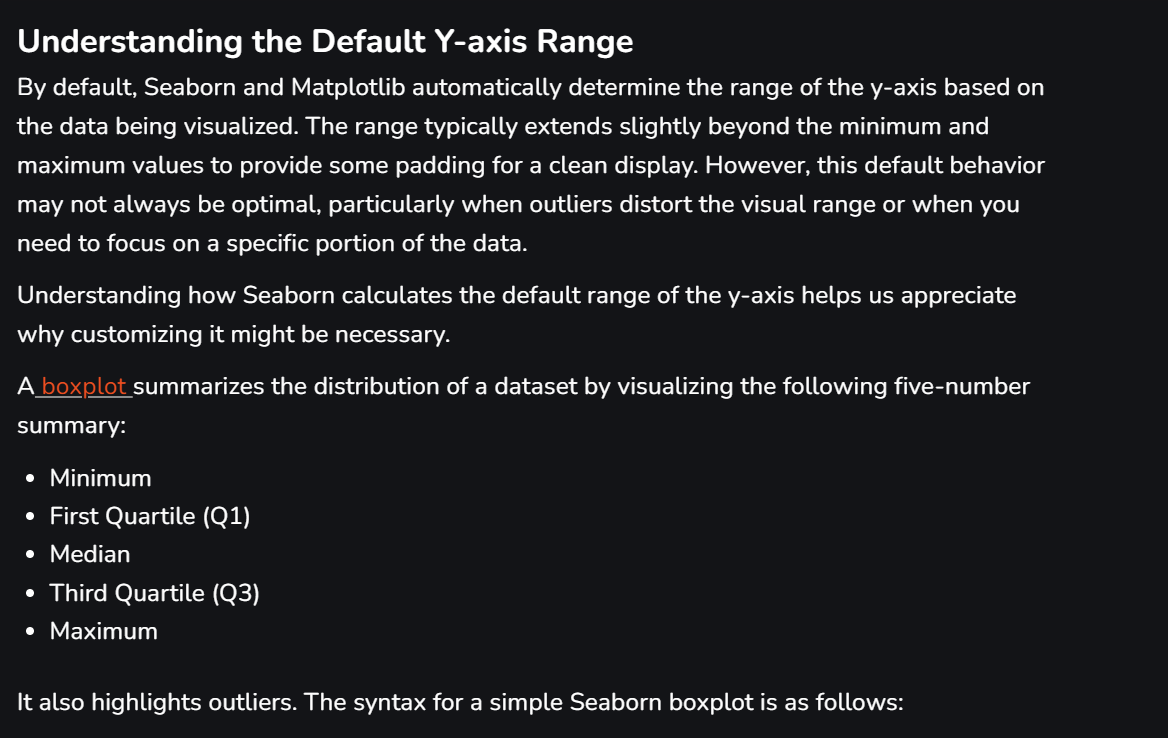 Understanding the Default Y-axis Range
By default, Seaborn and Matplotlib automatically determine the range of the y-axis based on
the data being visualized. The range typically extends slightly beyond the minimum and
maximum values to provide some padding for a clean display. However, this default behavior
may not always be optimal, particularly when outliers distort the visual range or when you
need to focus on a specific portion of the data.
Understanding how Seaborn calculates the default range of the y-axis helps us appreciate
why customizing it might be necessary.
A boxplot summarizes the distribution of a dataset by visualizing the following five-number
summary:
• Minimum
• First Quartile (Q1)
• Median
• Third Quartile (Q3)
• Maximum
It also highlights outliers. The syntax for a simple Seaborn boxplot is as follows: